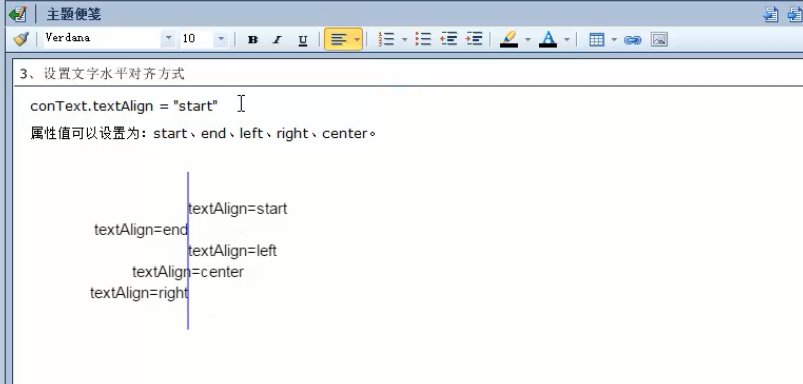 主题便笺
Verdana 10 B I U
3、设置文字水平对齐方式
conText.textAlign = "start"
属性值可以设置为：start、end、left、right、center。
textAlign=start
textAlign=end
textAlign=left
textAlign=center
textAlign=right